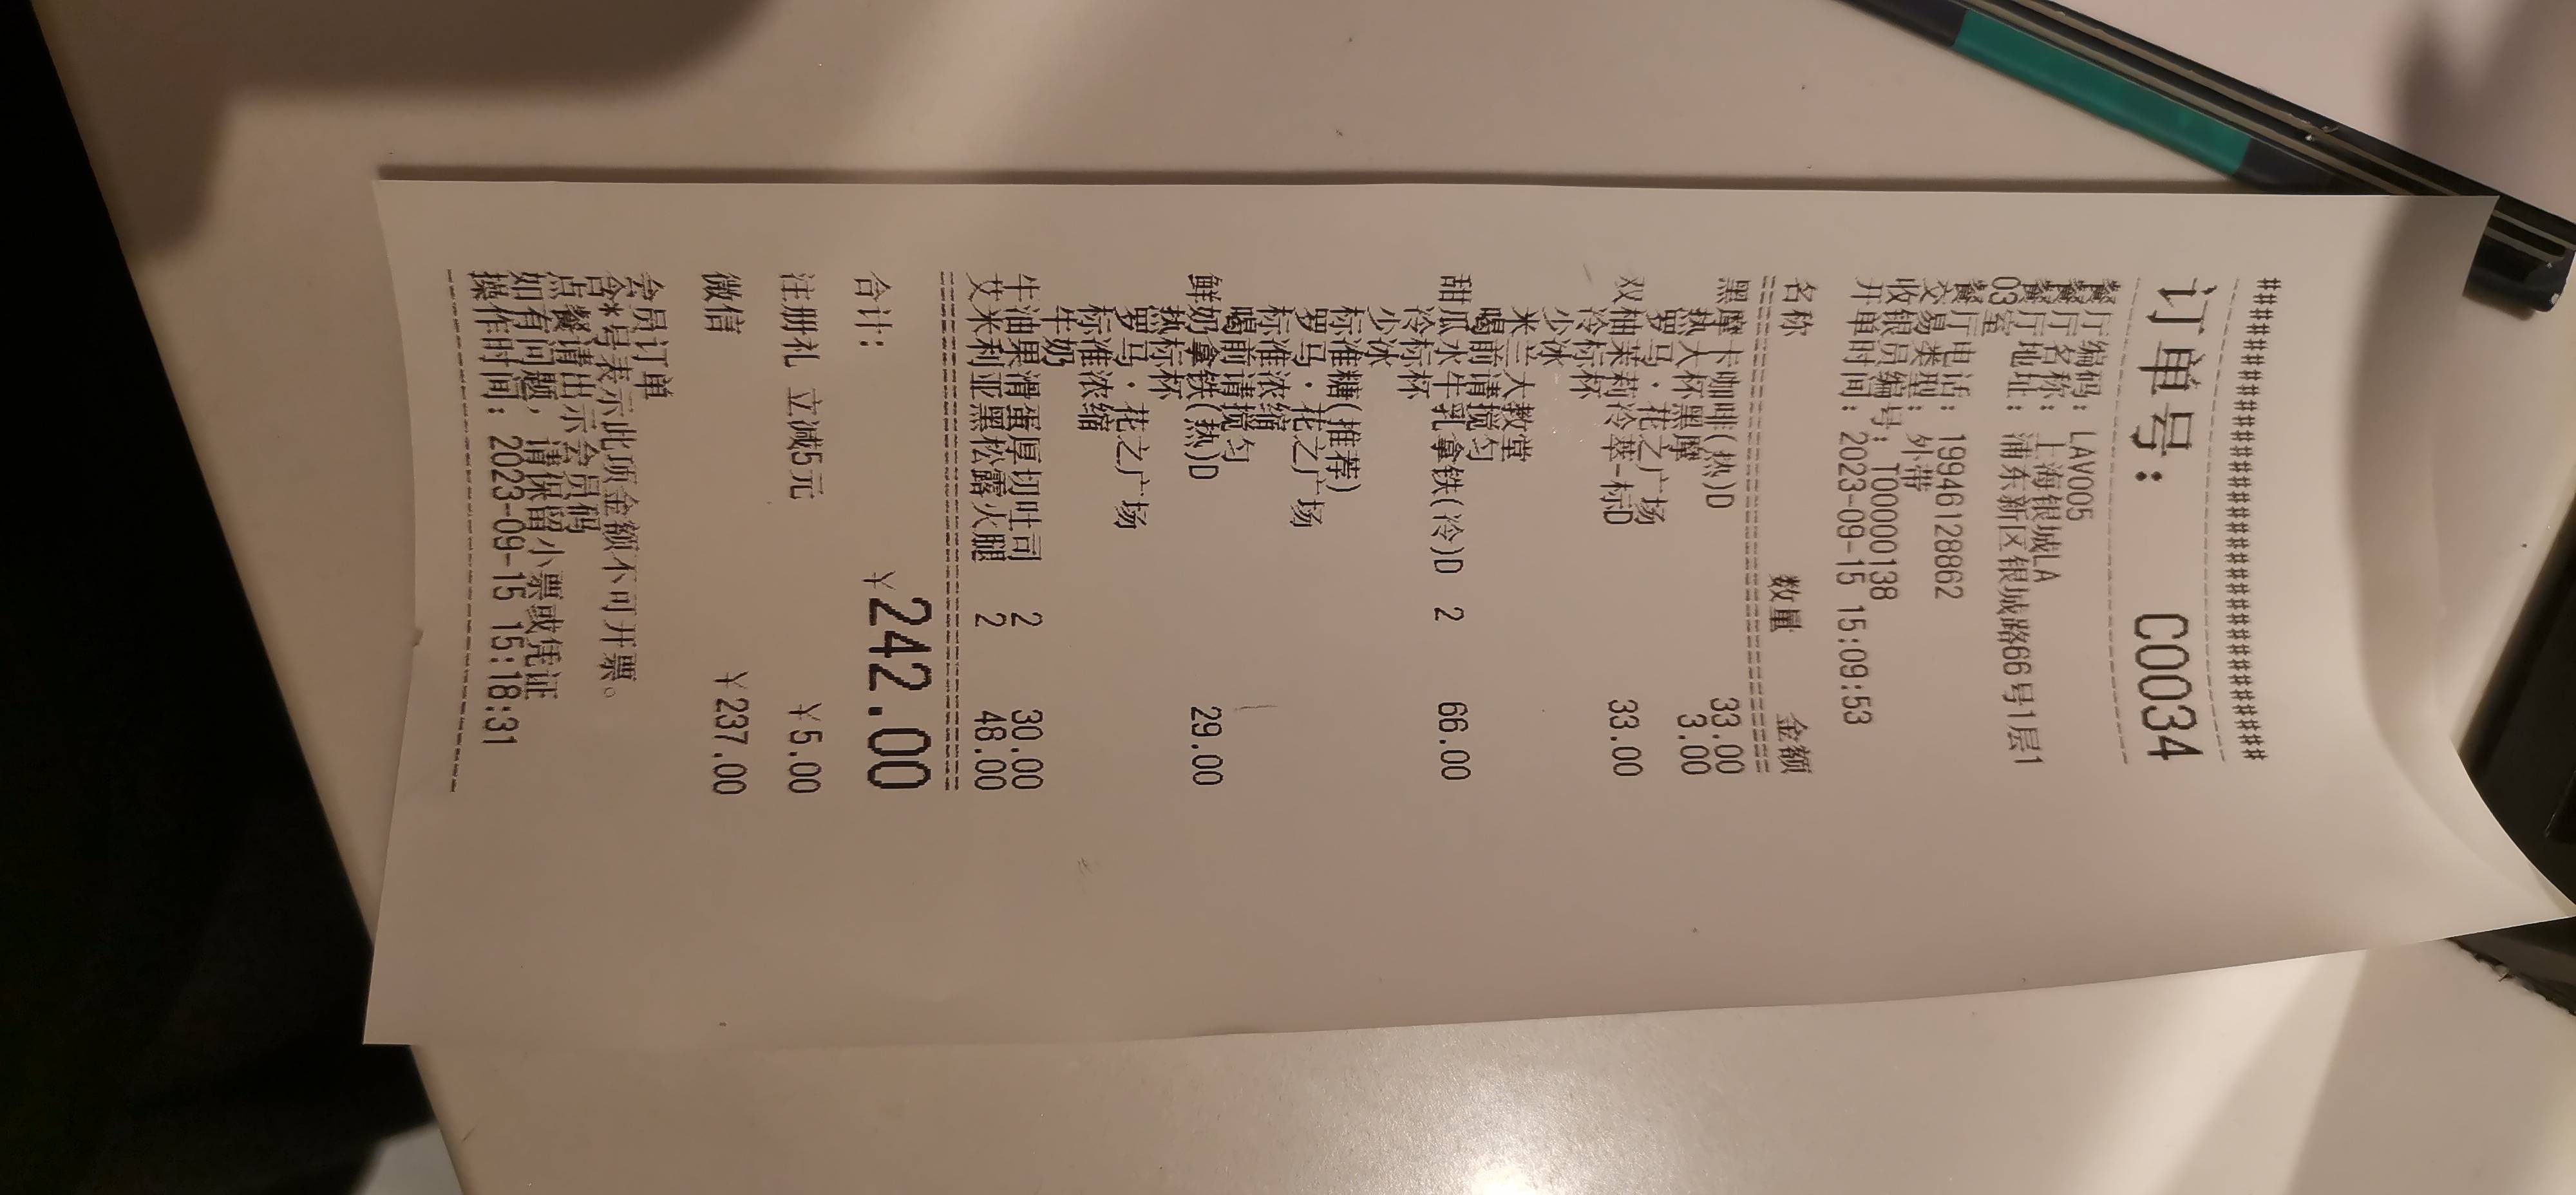 ########################################
订单号： C0034
餐厅编码：LAV005
餐厅名称：上海银城LA
餐厅地址：浦东新区银城路66号1层1
03室
餐厅电话：19946128862
交易类型：外带
收银员编号：T00000138
开单时间：2023-09-15 15:09:53
名称 数量 金额
黑摩卡咖啡(热)D 33.00
热大杯黑摩 3.00
罗马·花之广场
双柚茉莉冷萃-标D 33.00
冷标杯
少冰
米兰大教堂
喝前请搅匀
甜瓜水牛乳拿铁(冷)D 2 66.00
冷标杯
少冰
标准糖(推荐)
罗马·花之广场
标准浓缩
喝前请搅匀
鲜奶拿铁(热)D 29.00
热标杯
罗马·花之广场
标准浓缩
牛奶
牛油果滑蛋厚切吐司 2 30.00
艾米利亚黑松露火腿 2 48.00
合计： ¥242.00
注册礼 立减5元 ¥5.00
微信 ¥237.00
会员订单
含*号表示此项金额不可开票。
点餐请出示会员码
如有问题，请保留小票或凭证
操作时间：2023-09-15 15:18:31